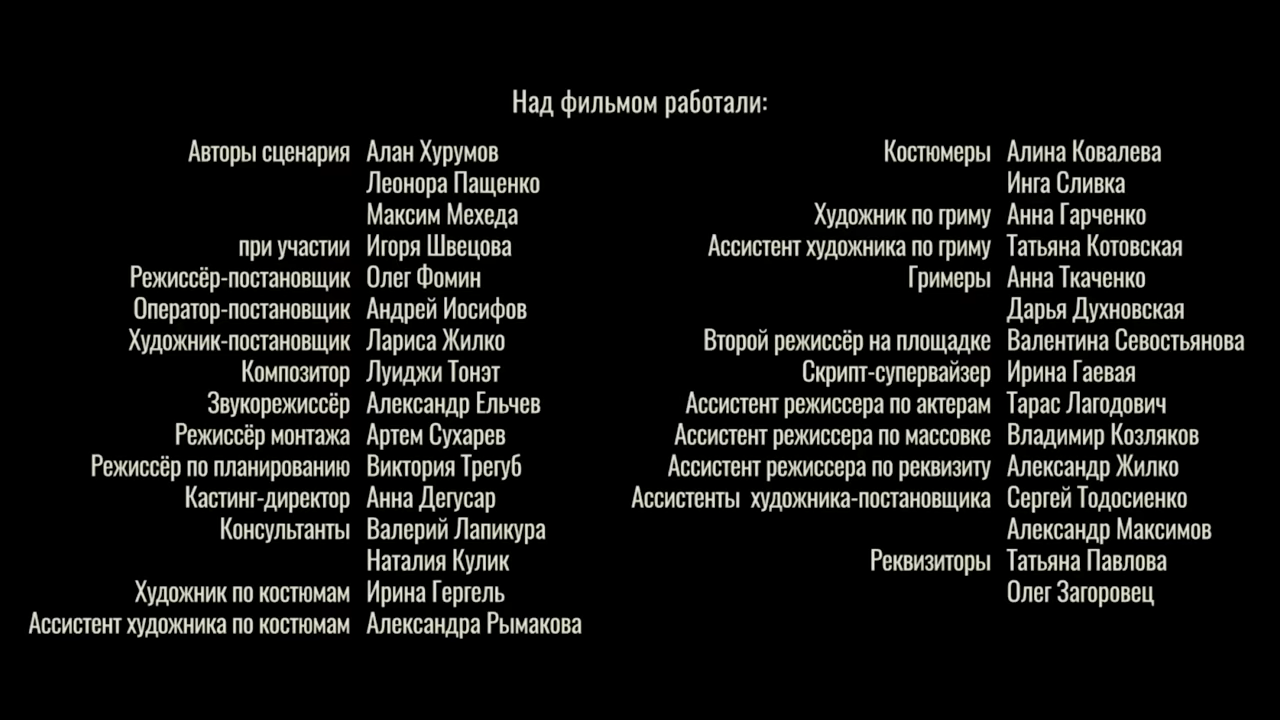 Над фильмом работали:
Авторы сценария Алан Хурумов
Леонора Пащенко
Максим Мехеда
при участии Игоря Швецова
Режиссёр-постановщик Олег Фомин
Оператор-постановщик Андрей Иосифов
Художник-постановщик Лариса Жилко
Композитор Луиджи Тонэт
Звукорежиссёр Александр Ельчев
Режиссёр монтажа Артем Сухарев
Режиссёр по планированию Виктория Трегуб
Кастинг-директор Анна Дегусар
Консультанты Валерий Лапикура
Наталия Кулик
Художник по костюмам Ирина Гергель
Ассистент художника по костюмам Александра Рымакова
Костюмеры Алина Ковалева
Инга Сливка
Художник по гриму Анна Гарченко
Ассистент художника по гриму Татьяна Котовская
Гримеры Анна Ткаченко
Дарья Духновская
Второй режиссёр на площадке Валентина Севостьянова
Скрипт-супервайзер Ирина Гаевая
Ассистент режиссера по актерам Тарас Лагодович
Ассистент режиссера по массовке Владимир Козляков
Ассистент режиссера по реквизиту Александр Жилко
Ассистенты художника-постановщика Сергей Тодосиенко
Александр Максимов
Реквизиторы Татьяна Павлова
Олег Загоровец